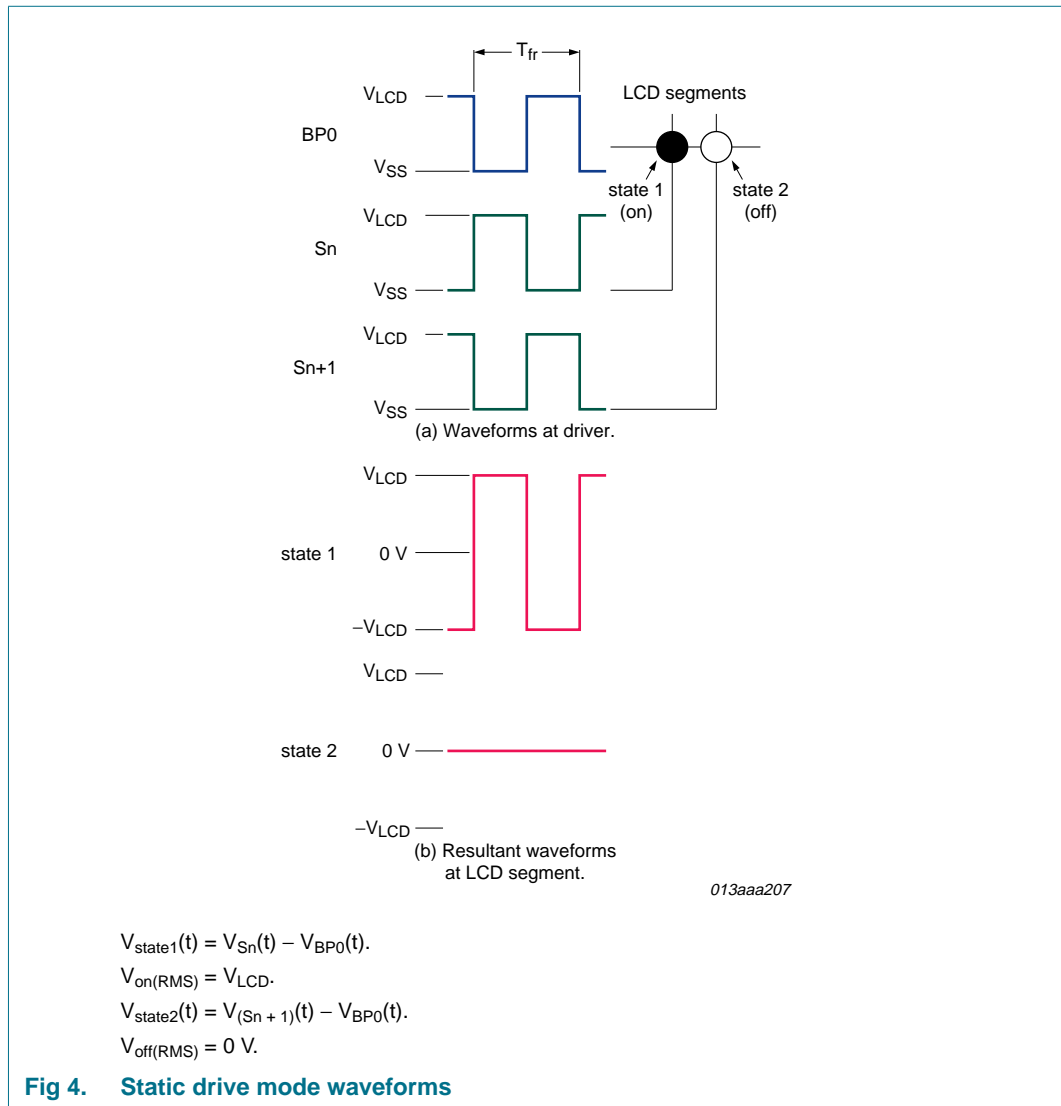 Tfr
VLCD
BP0
VSS
LCD segments
state 1
(on)
state 2
(off)
VLCD
Sn
VSS
VLCD
Sn+1
VSS
(a) Waveforms at driver.
VLCD
state 1
0 V
−VLCD
VLCD
state 2
0 V
−VLCD
(b) Resultant waveforms
at LCD segment.
013aaa207
Vstate1(t) = VSn(t) − VBP0(t).
Von(RMS) = VLCD.
Vstate2(t) = V(Sn + 1)(t) − VBP0(t).
Voff(RMS) = 0 V.
Fig 4. Static drive mode waveforms